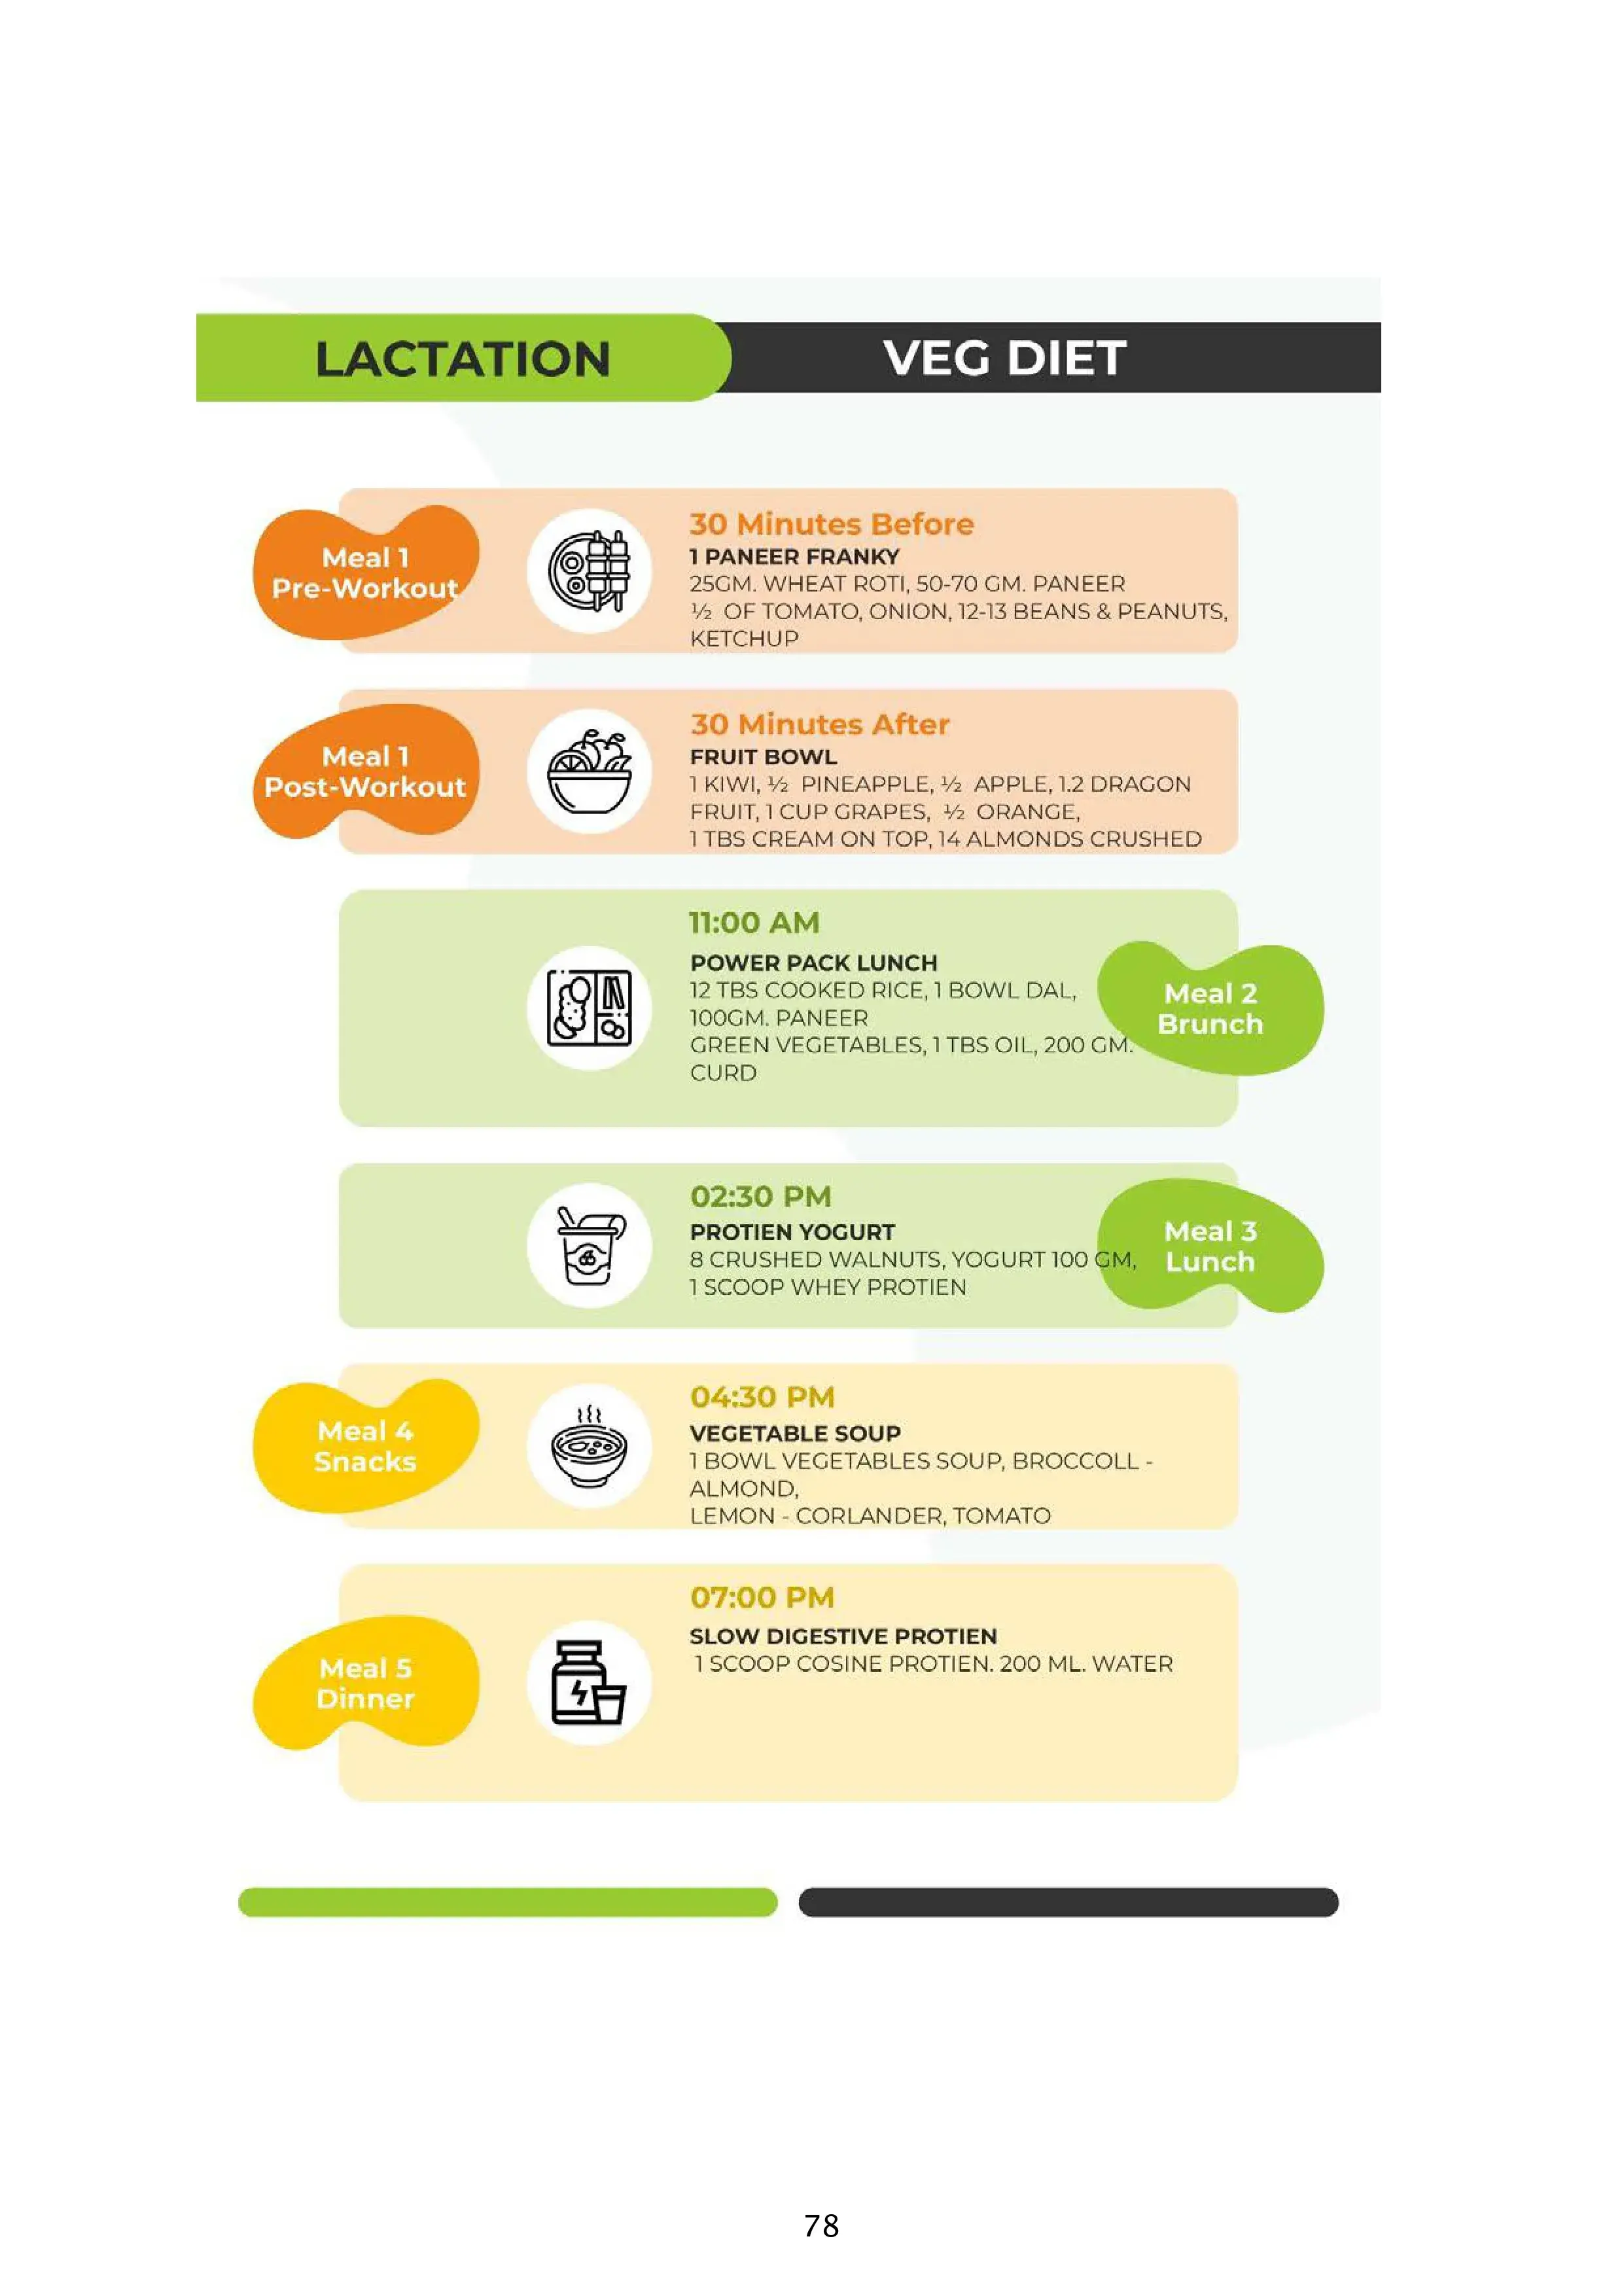 LACTATION
VEG DIET
Meal 1
Pre-Workout
30 Minutes Before
1 PANEER FRANKY
25GM. WHEAT ROTI, 50-70 GM. PANEER
½ OF TOMATO, ONION, 12-13 BEANS & PEANUTS,
KETCHUP
Meal 1
Post-Workout
30 Minutes After
FRUIT BOWL
1 KIWI, ½ PINEAPPLE, ½ APPLE, 1.2 DRAGON
FRUIT, 1 CUP GRAPES, ½ ORANGE,
1 TBS CREAM ON TOP, 14 ALMONDS CRUSHED
11:00 AM
POWER PACK LUNCH
12 TBS COOKED RICE, 1 BOWL DAL,
100GM. PANEER
GREEN VEGETABLES, 1 TBS OIL, 200 GM.
CURD
Meal 2
Brunch
02:30 PM
PROTIEN YOGURT
8 CRUSHED WALNUTS, YOGURT 100 GM,
1 SCOOP WHEY PROTIEN
Meal 3
Lunch
Meal 4
Snacks
04:30 PM
VEGETABLE SOUP
1 BOWL VEGETABLES SOUP, BROCCOLL -
ALMOND,
LEMON - CORLANDER, TOMATO
Meal 5
Dinner
07:00 PM
SLOW DIGESTIVE PROTIEN
1 SCOOP COSINE PROTIEN. 200 ML. WATER
78